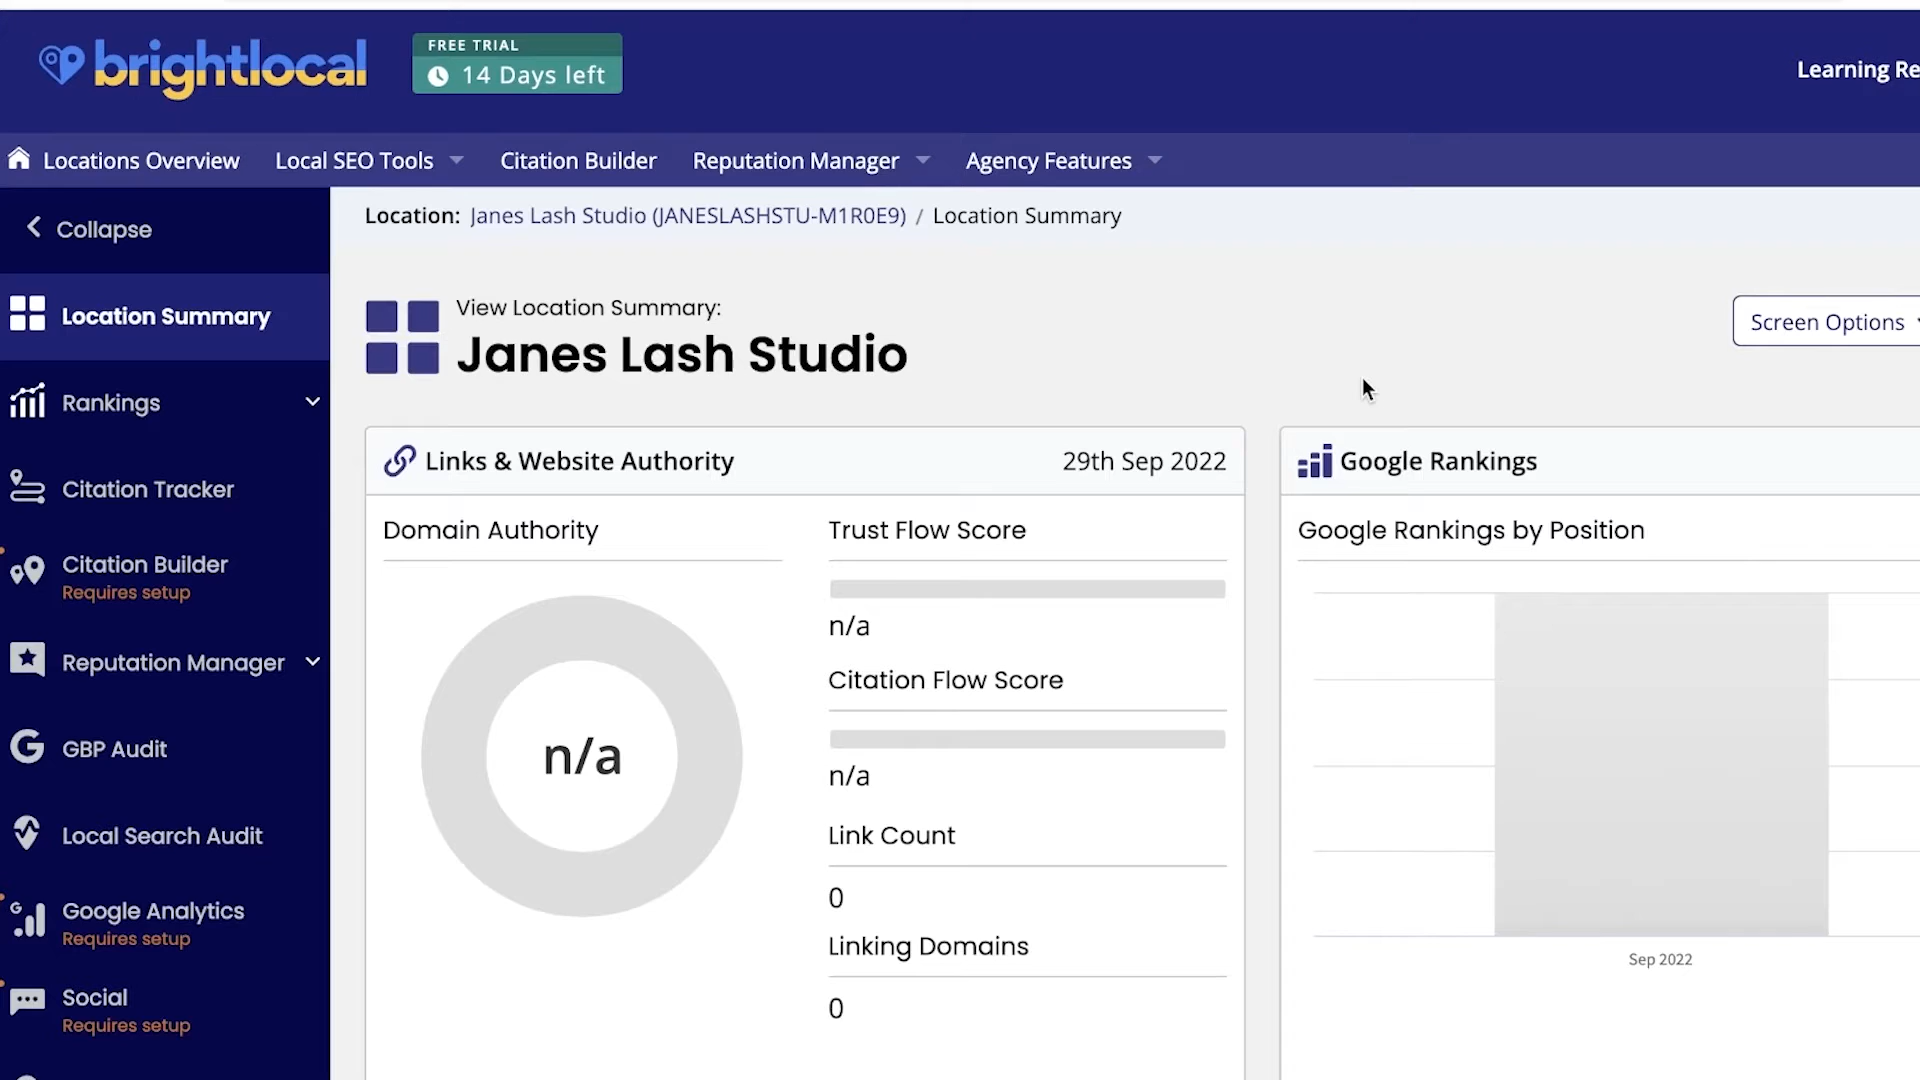 brightlocal
FREE TRIAL
14 Days left
Learning Re
Locations Overview
Local SEO Tools
Citation Builder
Reputation Manager
Agency Features
Collapse
Location: Janes Lash Studio (JANESLASHSTU-M1R0E9) / Location Summary
Location Summary
Rankings
Citation Tracker
Citation Builder
Requires setup
Reputation Manager
GBP Audit
Local Search Audit
Google Analytics
Requires setup
Social
Requires setup
View Location Summary:
Janes Lash Studio
Screen Options
Links & Website Authority
29th Sep 2022
Domain Authority
n/a
Trust Flow Score
n/a
Citation Flow Score
n/a
Link Count
0
Linking Domains
0
Google Rankings
Google Rankings by Position
Sep 2022